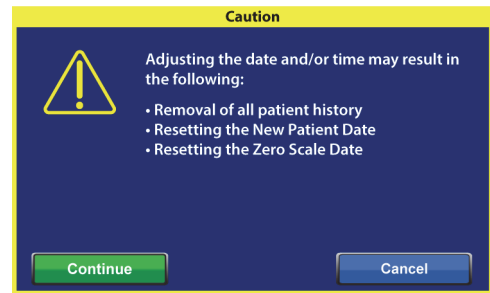 Caution
Adjusting the date and/or time may result in
the following:
• Removal of all patient history
• Resetting the New Patient Date
• Resetting the Zero Scale Date
Continue
Cancel